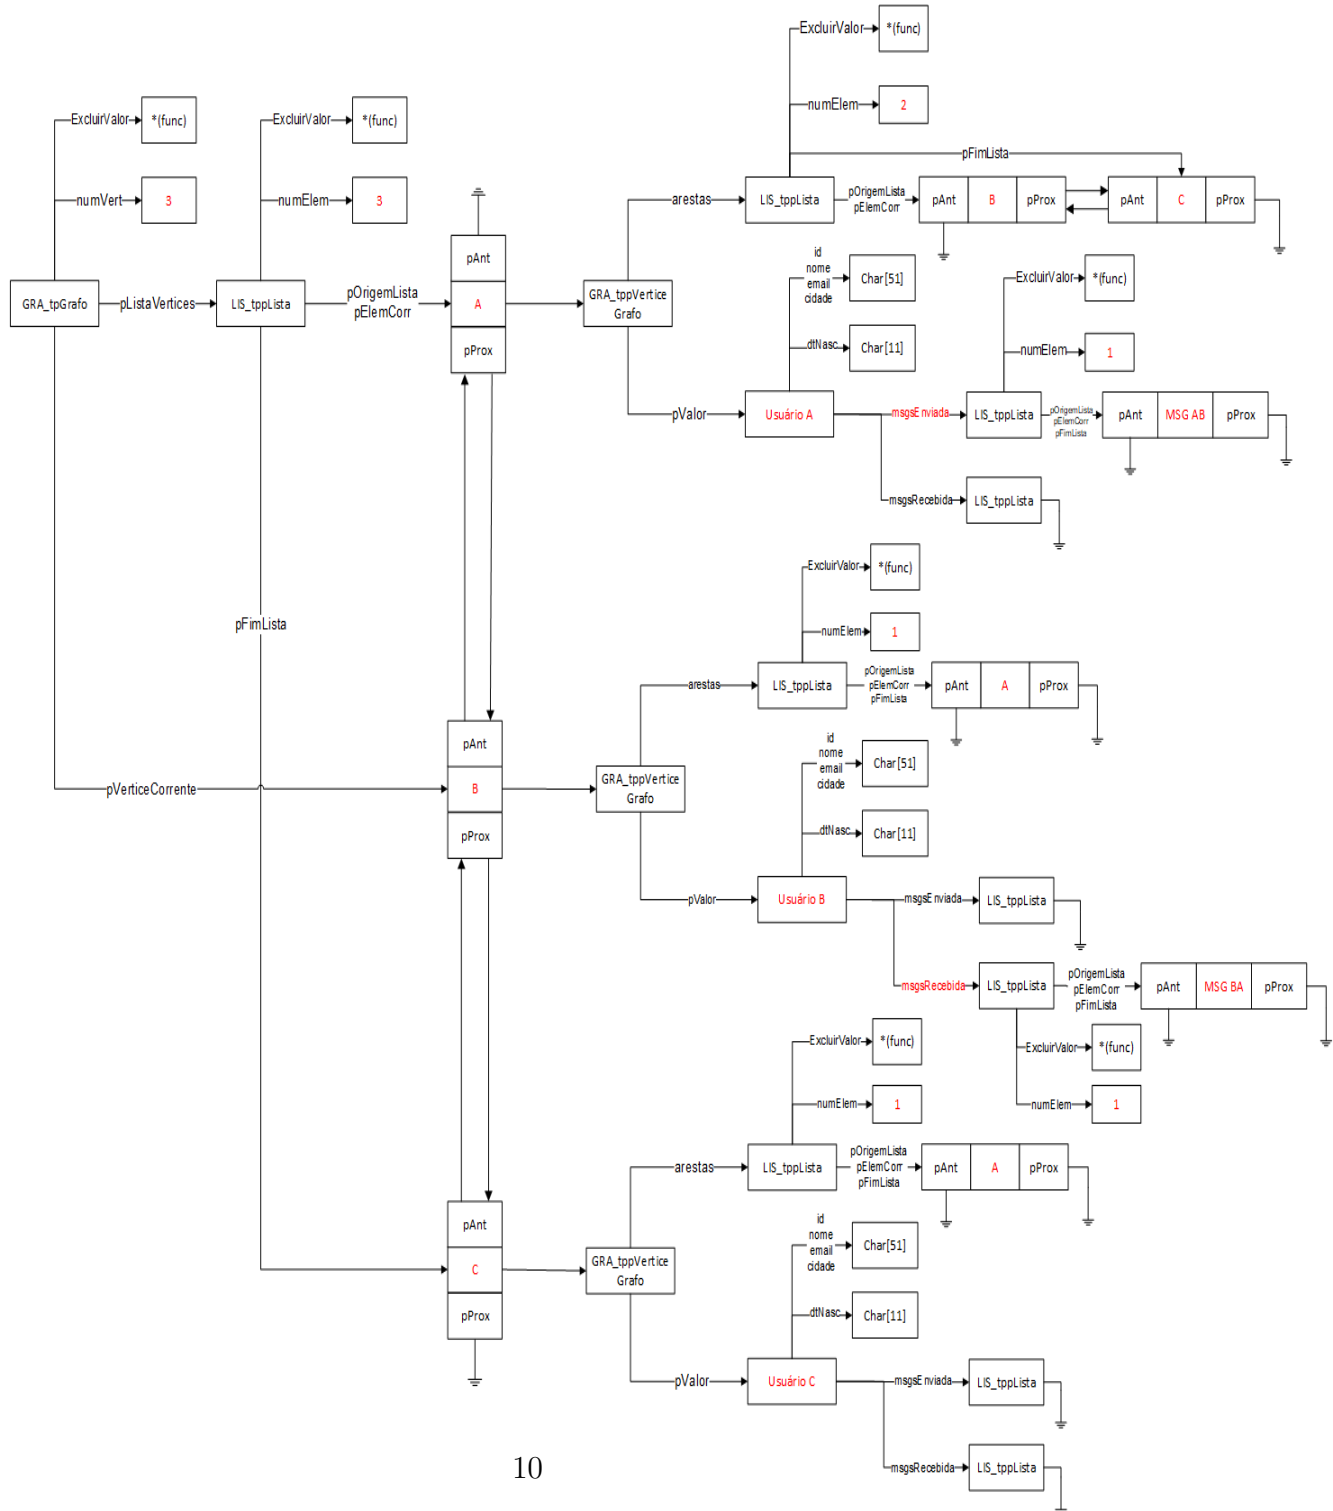 ExcluirValor
*(func)
numElem
2
pFimLista
ExcluirValor
*(func)
ExcluirValor
*(func)
numVert
3
numElem
3
arestas
LIS_tppLista
pOrigemLista
pElemCorr
pAnt
B
pProx
pAnt
C
pProx
pAnt
A
pProx
GRA_tpGrafo
pListaVertices
LIS_tppLista
pOrigemLista
pElemCorr
GRA_tppVertice
Grafo
id
nome
email
cidade
Char[51]
dtNasc
Char[11]
ExcluirValor
*(func)
numElem
1
pValor
Usuário A
msgsEnviada
LIS_tppLista
pOrigemLista
pElemCorr
pFimLista
pAnt
MSG AB
pProx
msgsRecebida
LIS_tppLista
ExcluirValor
*(func)
pFimLista
numElem
1
arestas
LIS_tppLista
pOrigemLista
pElemCorr
pFimLista
pAnt
A
pProx
pAnt
B
pProx
pVerticeCorrente
GRA_tppVertice
Grafo
id
nome
email
cidade
Char[51]
dtNasc
Char[11]
pValor
Usuário B
msgsEnviada
LIS_tppLista
msgsRecebida
LIS_tppLista
pOrigemLista
pElemCorr
pFimLista
pAnt
MSG BA
pProx
ExcluirValor
*(func)
numElem
1
ExcluirValor
*(func)
numElem
1
arestas
LIS_tppLista
pOrigemLista
pElemCorr
pFimLista
pAnt
A
pProx
pAnt
C
pProx
GRA_tppVertice
Grafo
id
nome
email
cidade
Char[51]
dtNasc
Char[11]
pValor
Usuário C
msgsEnviada
LIS_tppLista
msgsRecebida
LIS_tppLista
10